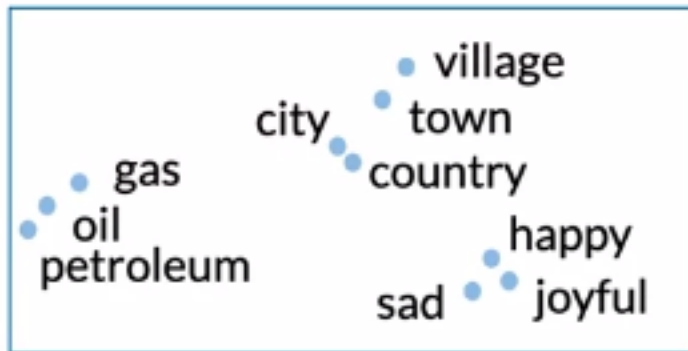 village
city
town
gas
country
oil
happy
petroleum
sad
joyful